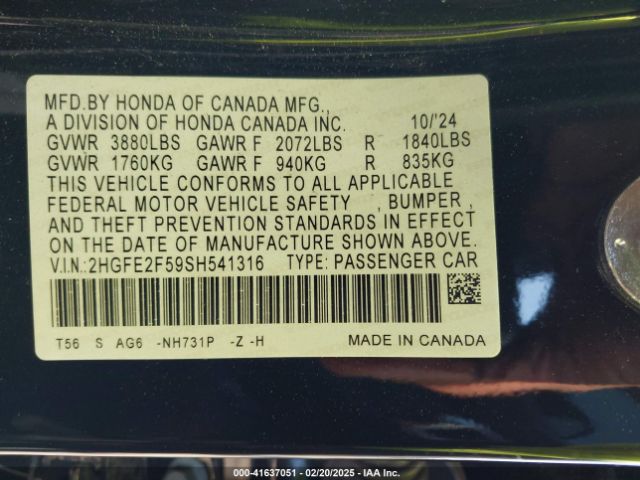 MFD.BY HONDA OF CANADA MFG.,
A DIVISION OF HONDA CANADA INC. 10/'24
GVWR 3880LBS GAWR F 2072LBS R 1840LBS
GVWR 1760KG GAWR F 940KG R 835KG
THIS VEHICLE CONFORMS TO ALL APPLICABLE
FEDERAL MOTOR VEHICLE SAFETY , BUMPER ,
AND THEFT PREVENTION STANDARDS IN EFFECT
ON THE DATE OF MANUFACTURE SHOWN ABOVE.
V.I.N.:2HGFE2F59SH541316 TYPE: PASSENGER CAR
T56 S AG6 -NH731P -Z -H MADE IN CANADA
000-41637051 - 02/20/2025 - IAA Inc.